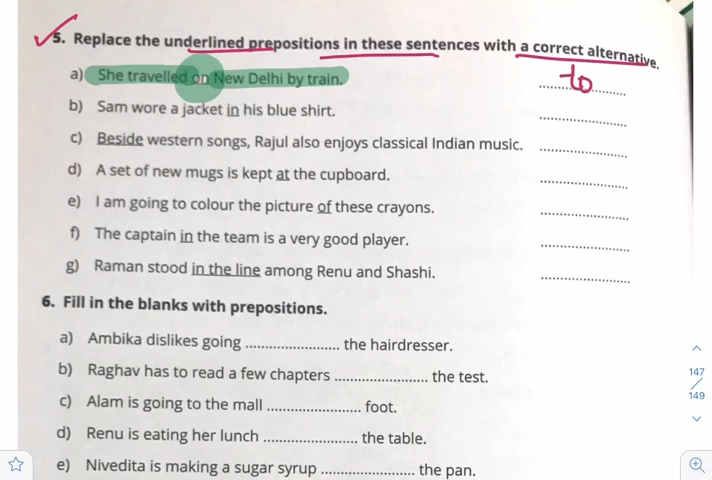 5. Replace the underlined prepositions in these sentences with a correct alternative.
a) She travelled on New Delhi by train. .................... to
b) Sam wore a jacket in his blue shirt. ....................
c) Beside western songs, Rajul also enjoys classical Indian music. ....................
d) A set of new mugs is kept at the cupboard. ....................
e) I am going to colour the picture of these crayons. ....................
f) The captain in the team is a very good player. ....................
g) Raman stood in the line among Renu and Shashi. ....................
6. Fill in the blanks with prepositions.
a) Ambika dislikes going .................... the hairdresser.
b) Raghav has to read a few chapters .................... the test.
c) Alam is going to the mall .................... foot.
d) Renu is eating her lunch .................... the table.
e) Nivedita is making a sugar syrup .................... the pan.
147
/
149